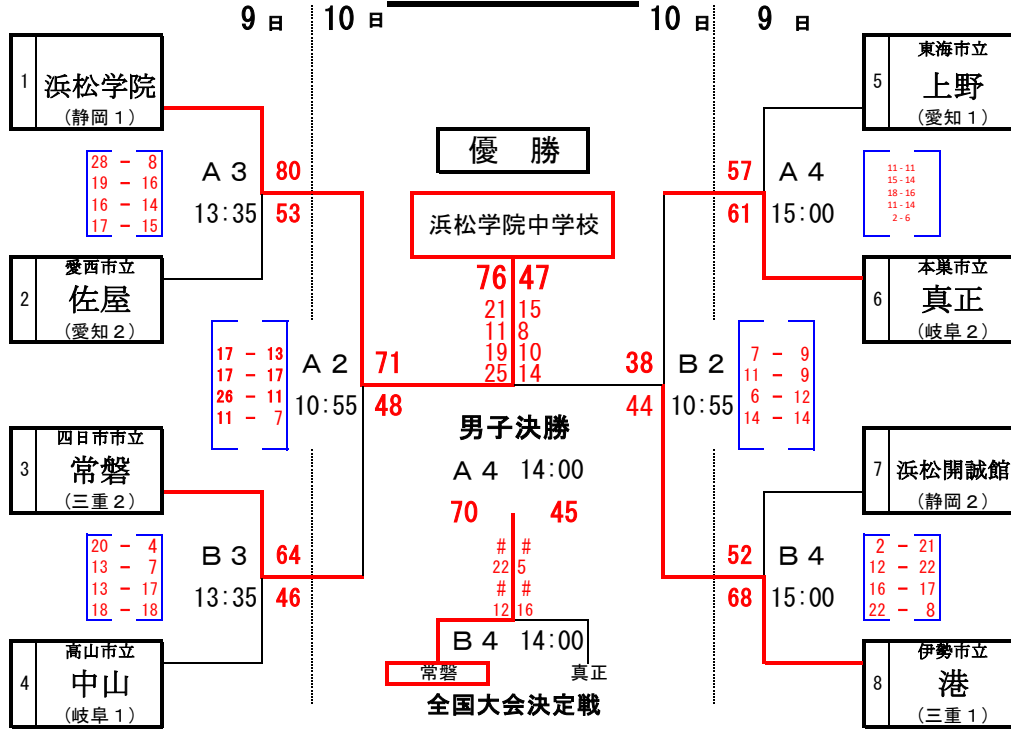 9 日 10 日
10 日 9 日
1
浜松学院
(静岡１)
28 - 8
19 - 16
16 - 14
17 - 15
Ａ３
13:35
80
53
愛西市立
2
佐屋
(愛知２)
17 - 13
17 - 17
26 - 11
11 - 7
Ａ２
10:55
71
48
四日市市立
3
常磐
(三重２)
20 - 4
13 - 7
13 - 17
18 - 18
Ｂ３
13:35
64
46
高山市立
4
中山
(岐阜１)
優　勝
浜松学院中学校
76 47
21 15
11 8
19 10
25 14
男子決勝
Ａ４ 14:00
70 45
# #
22 5
# #
12 16
Ｂ４ 14:00
常磐 真正
全国大会決定戦
東海市立
5
上野
(愛知１)
57
61
Ａ４
15:00
11 - 11
15 - 14
18 - 16
11 - 14
2 - 6
本巣市立
6
真正
(岐阜２)
38
44
Ｂ２
10:55
7 - 9
11 - 9
6 - 12
14 - 14
7
浜松開誠館
(静岡２)
52
68
Ｂ４
15:00
2 - 21
12 - 22
16 - 17
22 - 8
伊勢市立
8
港
(三重１)